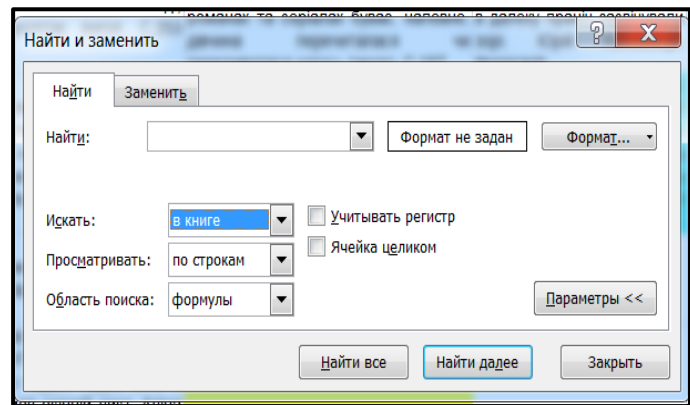 Найти и заменить
Найти Заменить
Найти: Формат не задан Формат...
Искать: в книге Учитывать регистр
Ячейка целиком
Просматривать: по строкам
Область поиска: формулы Параметры <<
Найти все Найти далее Закрыть